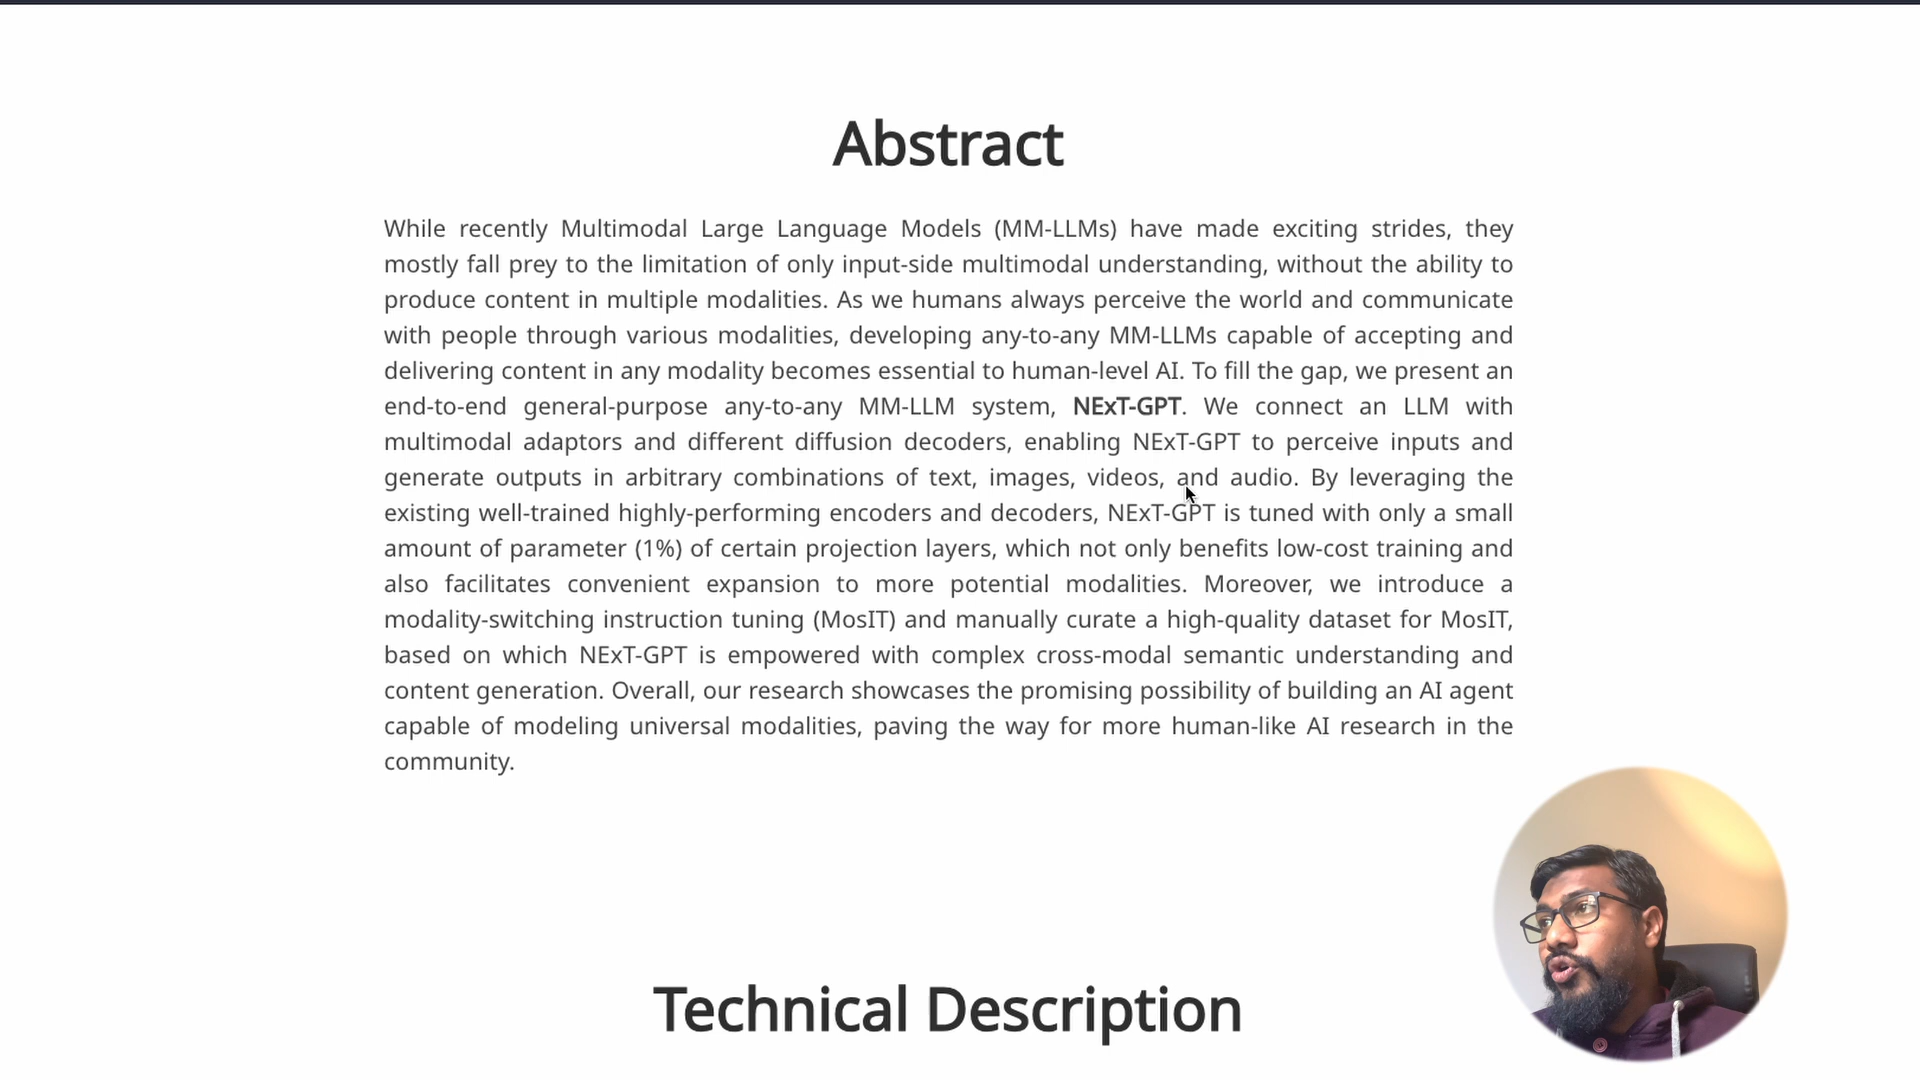 Abstract
While recently Multimodal Large Language Models (MM-LLMs) have made exciting strides, they
mostly fall prey to the limitation of only input-side multimodal understanding, without the ability to
produce content in multiple modalities. As we humans always perceive the world and communicate
with people through various modalities, developing any-to-any MM-LLMs capable of accepting and
delivering content in any modality becomes essential to human-level AI. To fill the gap, we present an
end-to-end general-purpose any-to-any MM-LLM system, NExT-GPT. We connect an LLM with
multimodal adaptors and different diffusion decoders, enabling NExT-GPT to perceive inputs and
generate outputs in arbitrary combinations of text, images, videos, and audio. By leveraging the
existing well-trained highly-performing encoders and decoders, NExT-GPT is tuned with only a small
amount of parameter (1%) of certain projection layers, which not only benefits low-cost training and
also facilitates convenient expansion to more potential modalities. Moreover, we introduce a
modality-switching instruction tuning (MosIT) and manually curate a high-quality dataset for MosIT,
based on which NExT-GPT is empowered with complex cross-modal semantic understanding and
content generation. Overall, our research showcases the promising possibility of building an AI agent
capable of modeling universal modalities, paving the way for more human-like AI research in the
community.
Technical Description